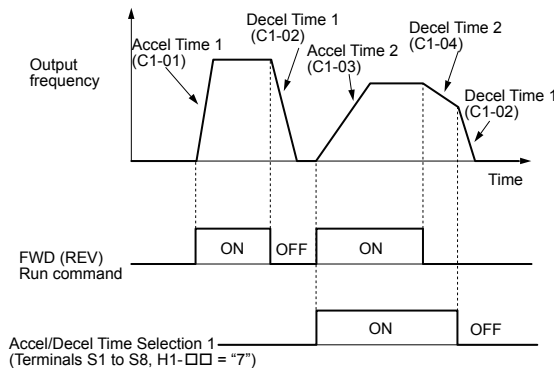 Output
frequency
Accel Time 1
(C1-01)
Decel Time 1
(C1-02)
Accel Time 2
(C1-03)
Decel Time 2
(C1-04)
Decel Time 1
(C1-02)
Time
FWD (REV)
Run command
ON
OFF
ON
Accel/Decel Time Selection 1
(Terminals S1 to S8, H1-□□ = “7”)
ON
OFF